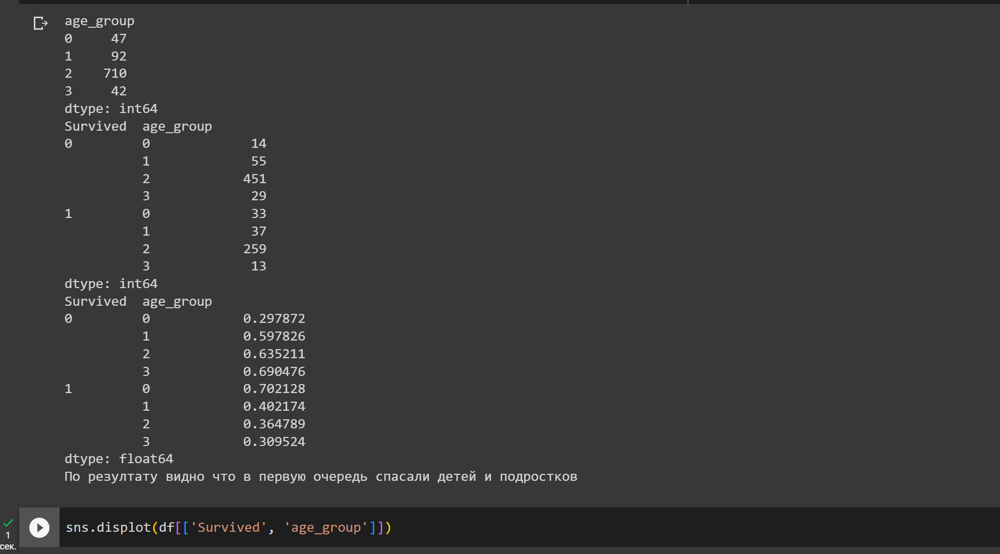 age_group
0     47
1     92
2    710
3     42
dtype: int64
Survived  age_group
0         0             14
          1             55
          2            451
          3             29
1         0             33
          1             37
          2            259
          3             13
dtype: int64
Survived  age_group
0         0            0.297872
          1            0.597826
          2            0.635211
          3            0.690476
1         0            0.702128
          1            0.402174
          2            0.364789
          3            0.309524
dtype: float64
По резултату видно что в первую очередь спасали детей и подростков
sns.displot(df[['Survived', 'age_group']])
1
сек.